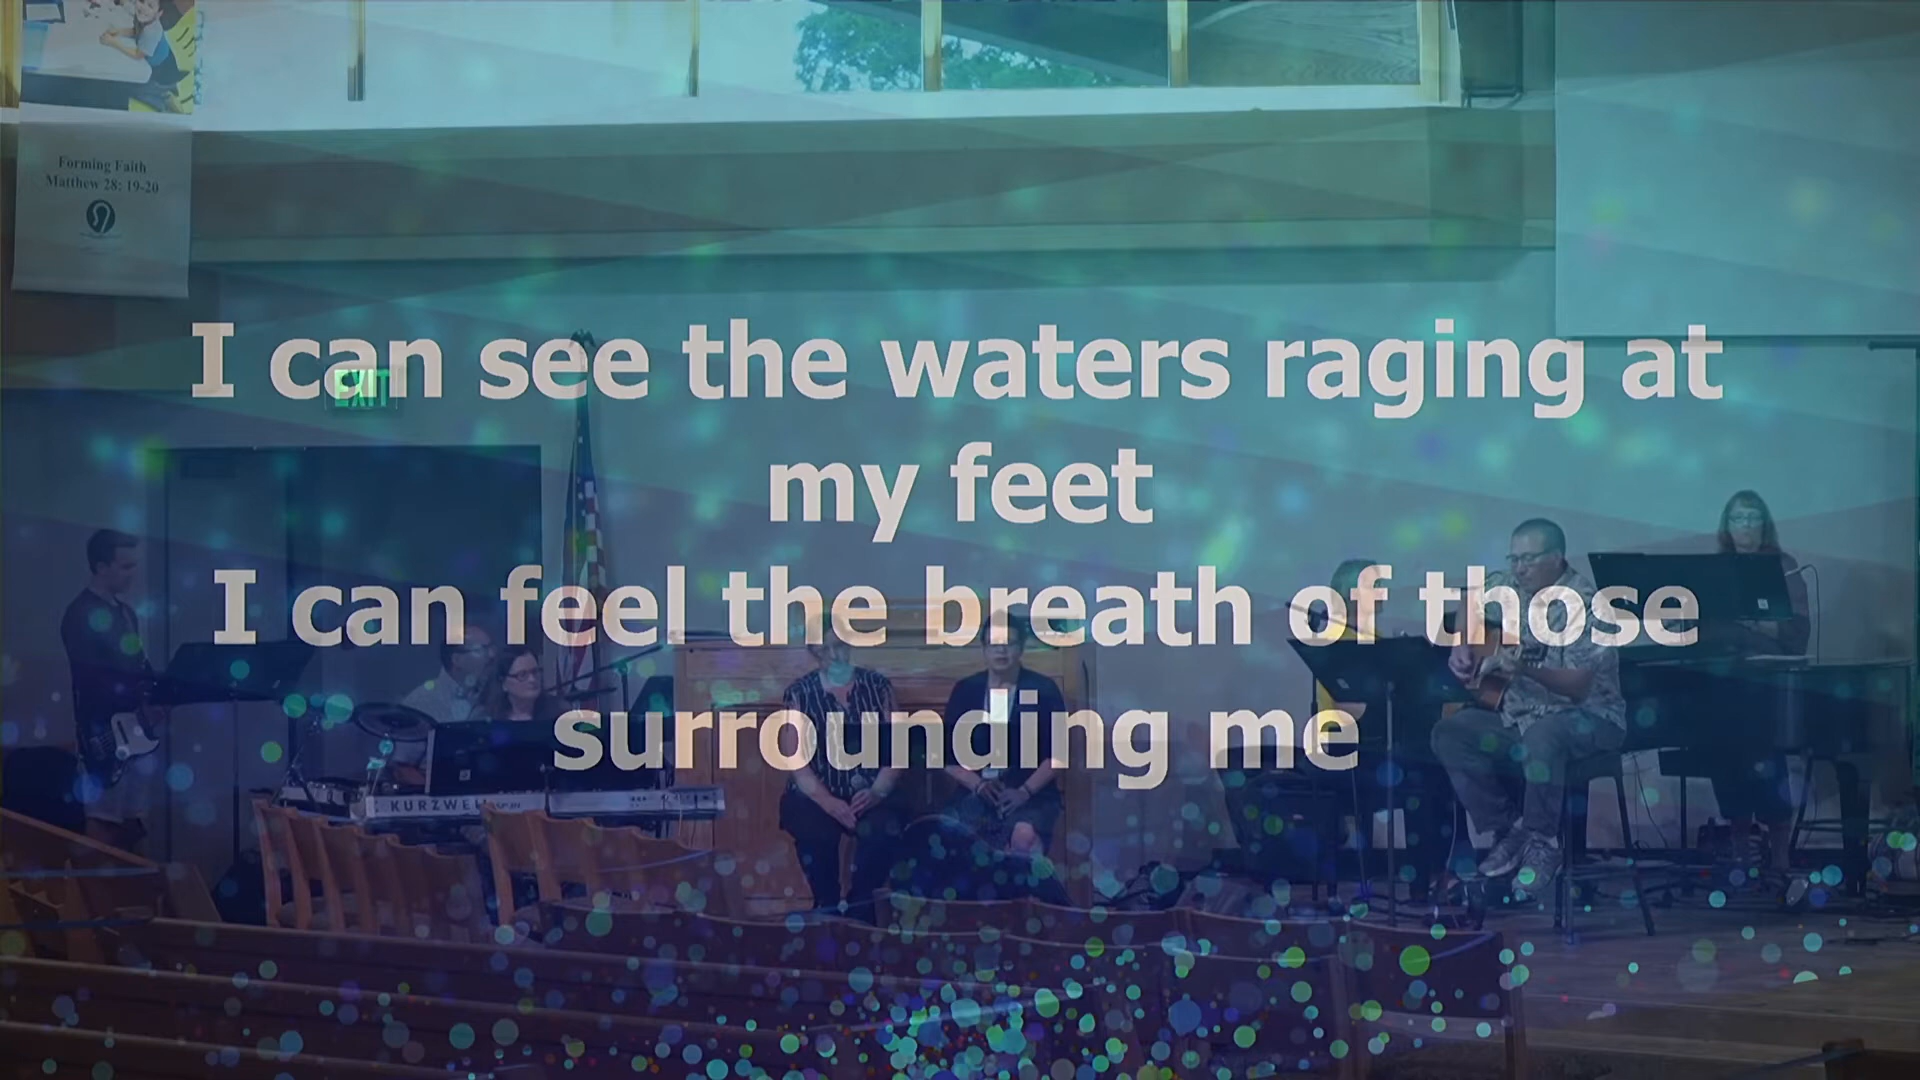 Forming Faith
Matthew 28: 19-20
I can see the waters raging at
EXIT
my feet
I can feel the breath of those
surrounding me
KURZWEIL